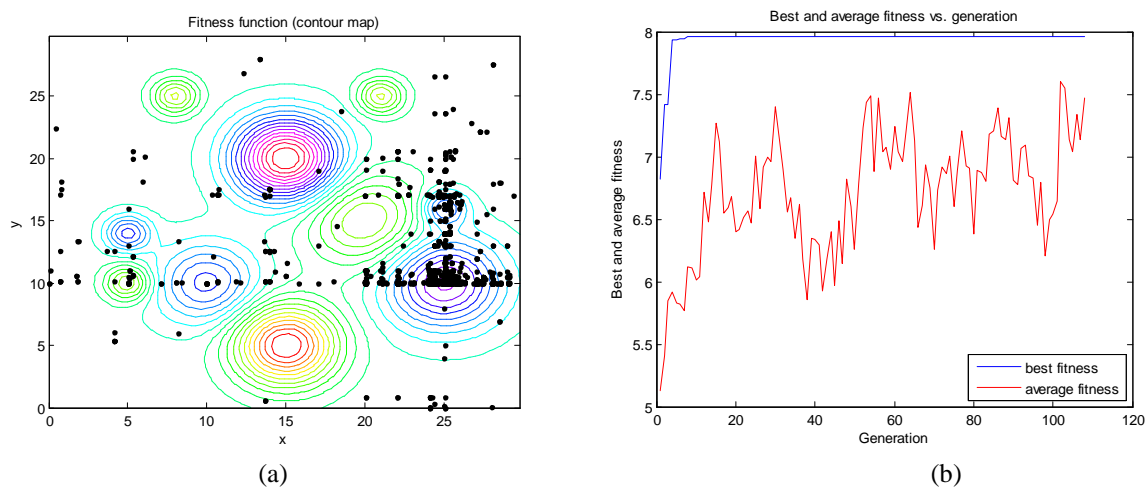 Fitness function (contour map)
25
20
15
10
5
0
y
0 5 10 15 20 25
x
(a)
Best and average fitness vs. generation
8
7.5
7
6.5
6
5.5
5
Best and average fitness
0 20 40 60 80 100 120
Generation
best fitness
average fitness
(b)